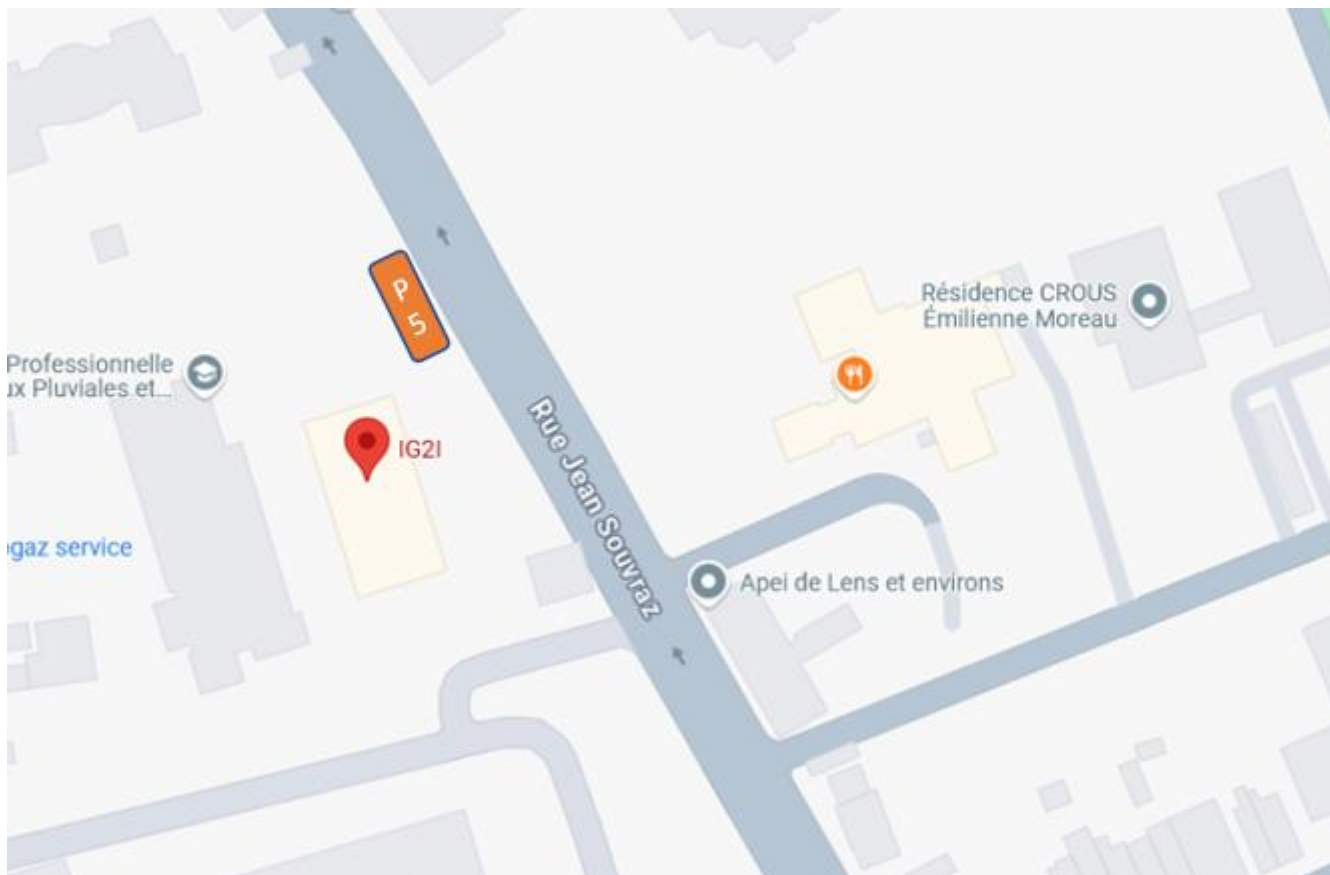 P
5
Résidence CROUS
Émilienne Moreau
Professionnelle
ux Pluviales et...
IG2I
Rue Jean Souvraz
ogaz service
Apei de Lens et environs